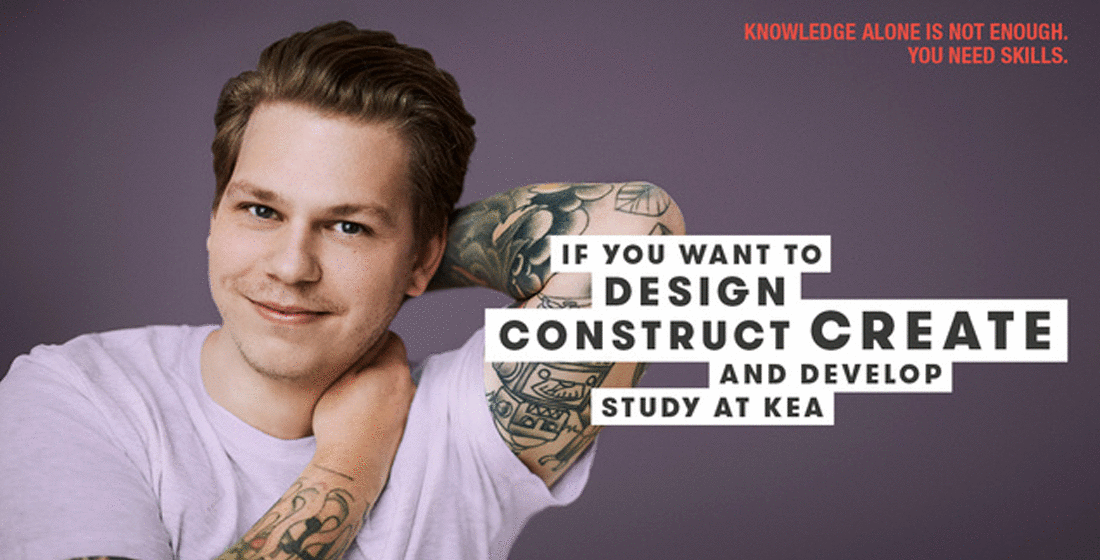 KNOWLEDGE ALONE IS NOT ENOUGH.
YOU NEED SKILLS.
IF YOU WANT TO
DESIGN
CONSTRUCT CREATE
AND DEVELOP
STUDY AT KEA